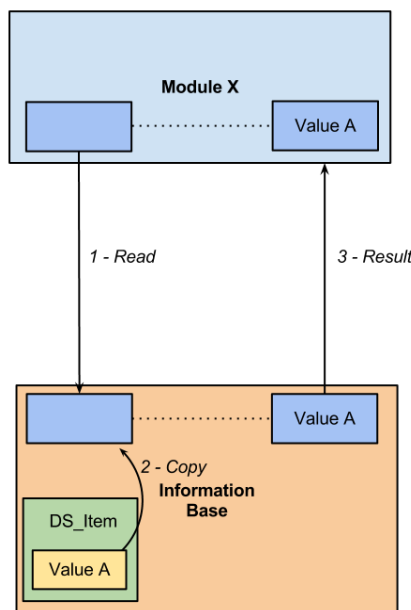 Module X
Value A
1 - Read
3 - Result
Value A
2 - Copy
Information
Base
DS_Item
Value A